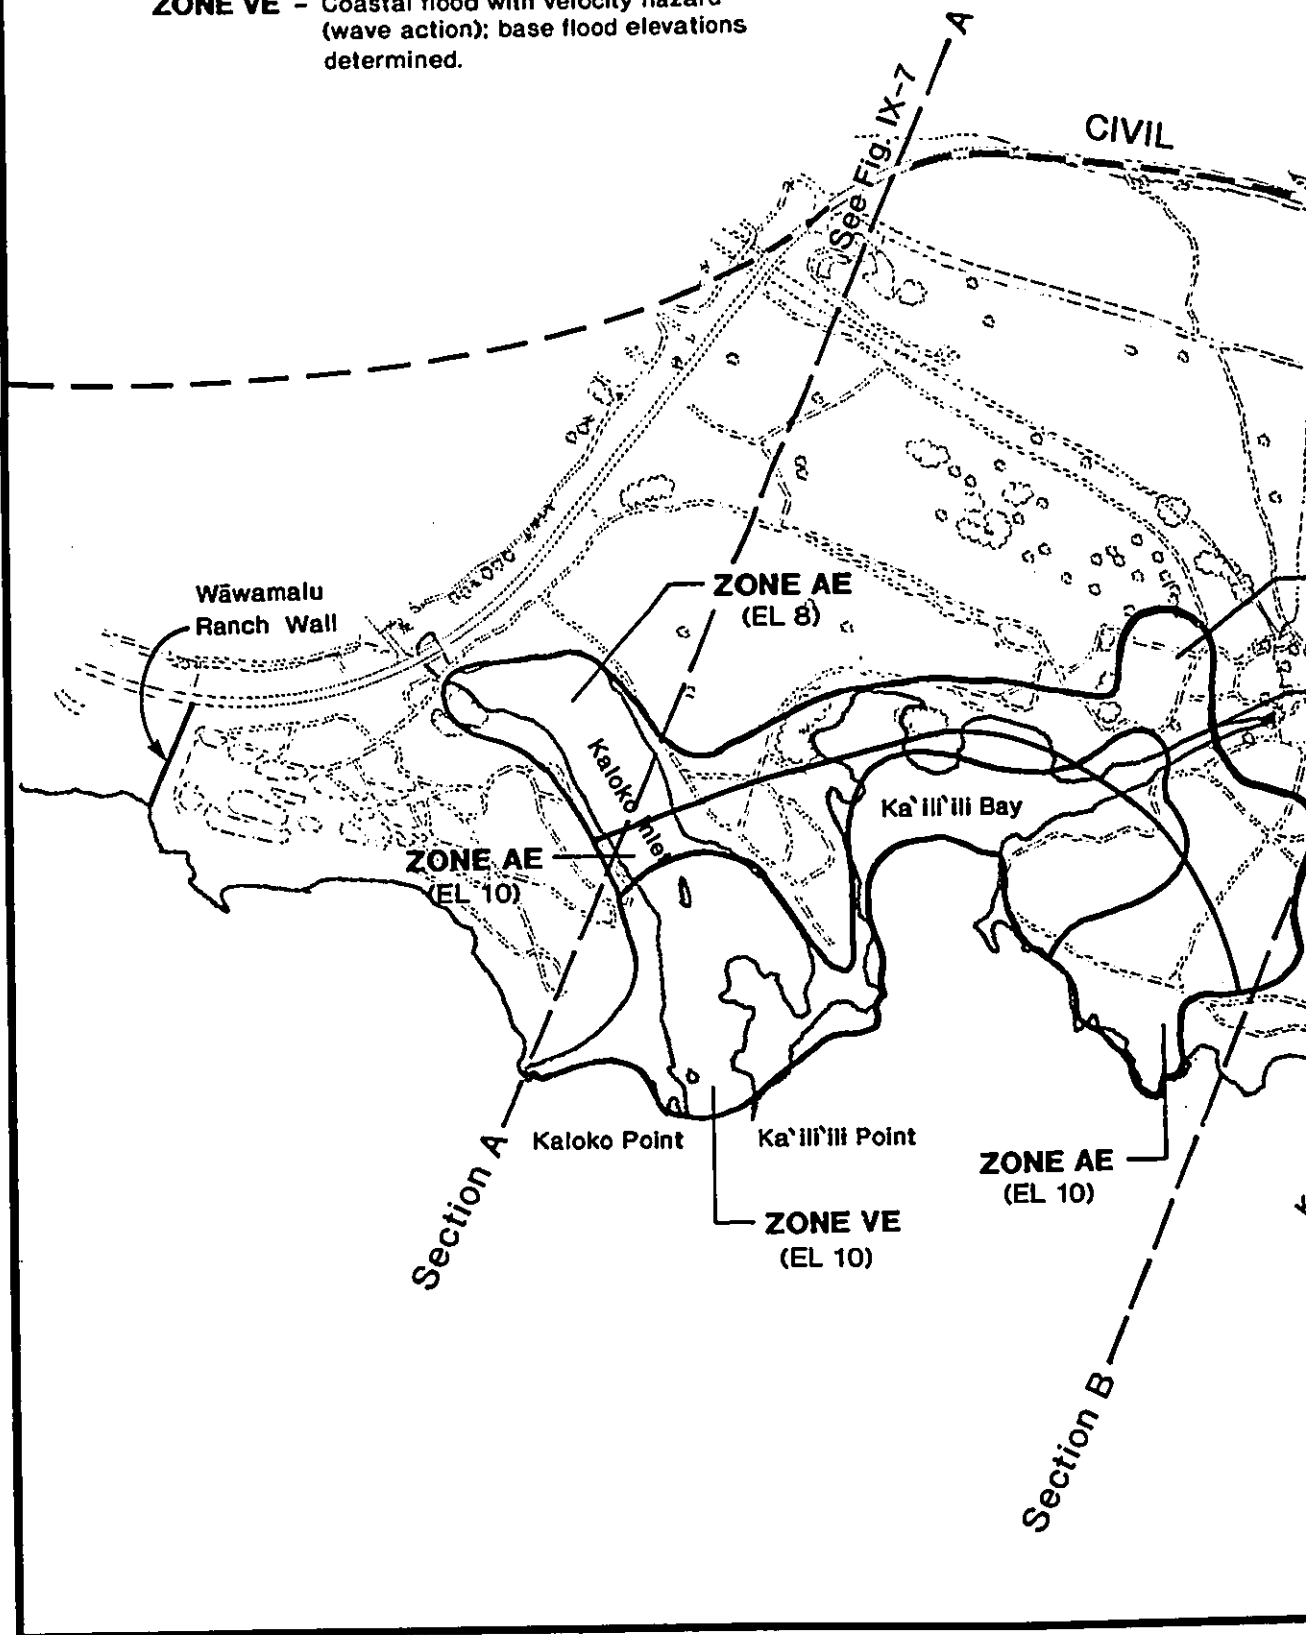 ZONE VE - Coastal flood with velocity hazard
(wave action); base flood elevations
determined.
A
See Fig. IX-7
CIVIL
Wāwamalu
Ranch Wall
ZONE AE
(EL 8)
Kaloko Inlet
Ka`ili`ili Bay
ZONE AE
(EL 10)
Kaloko Point
Ka`ili`ili Point
ZONE AE
(EL 10)
Section A
ZONE VE
(EL 10)
Section B